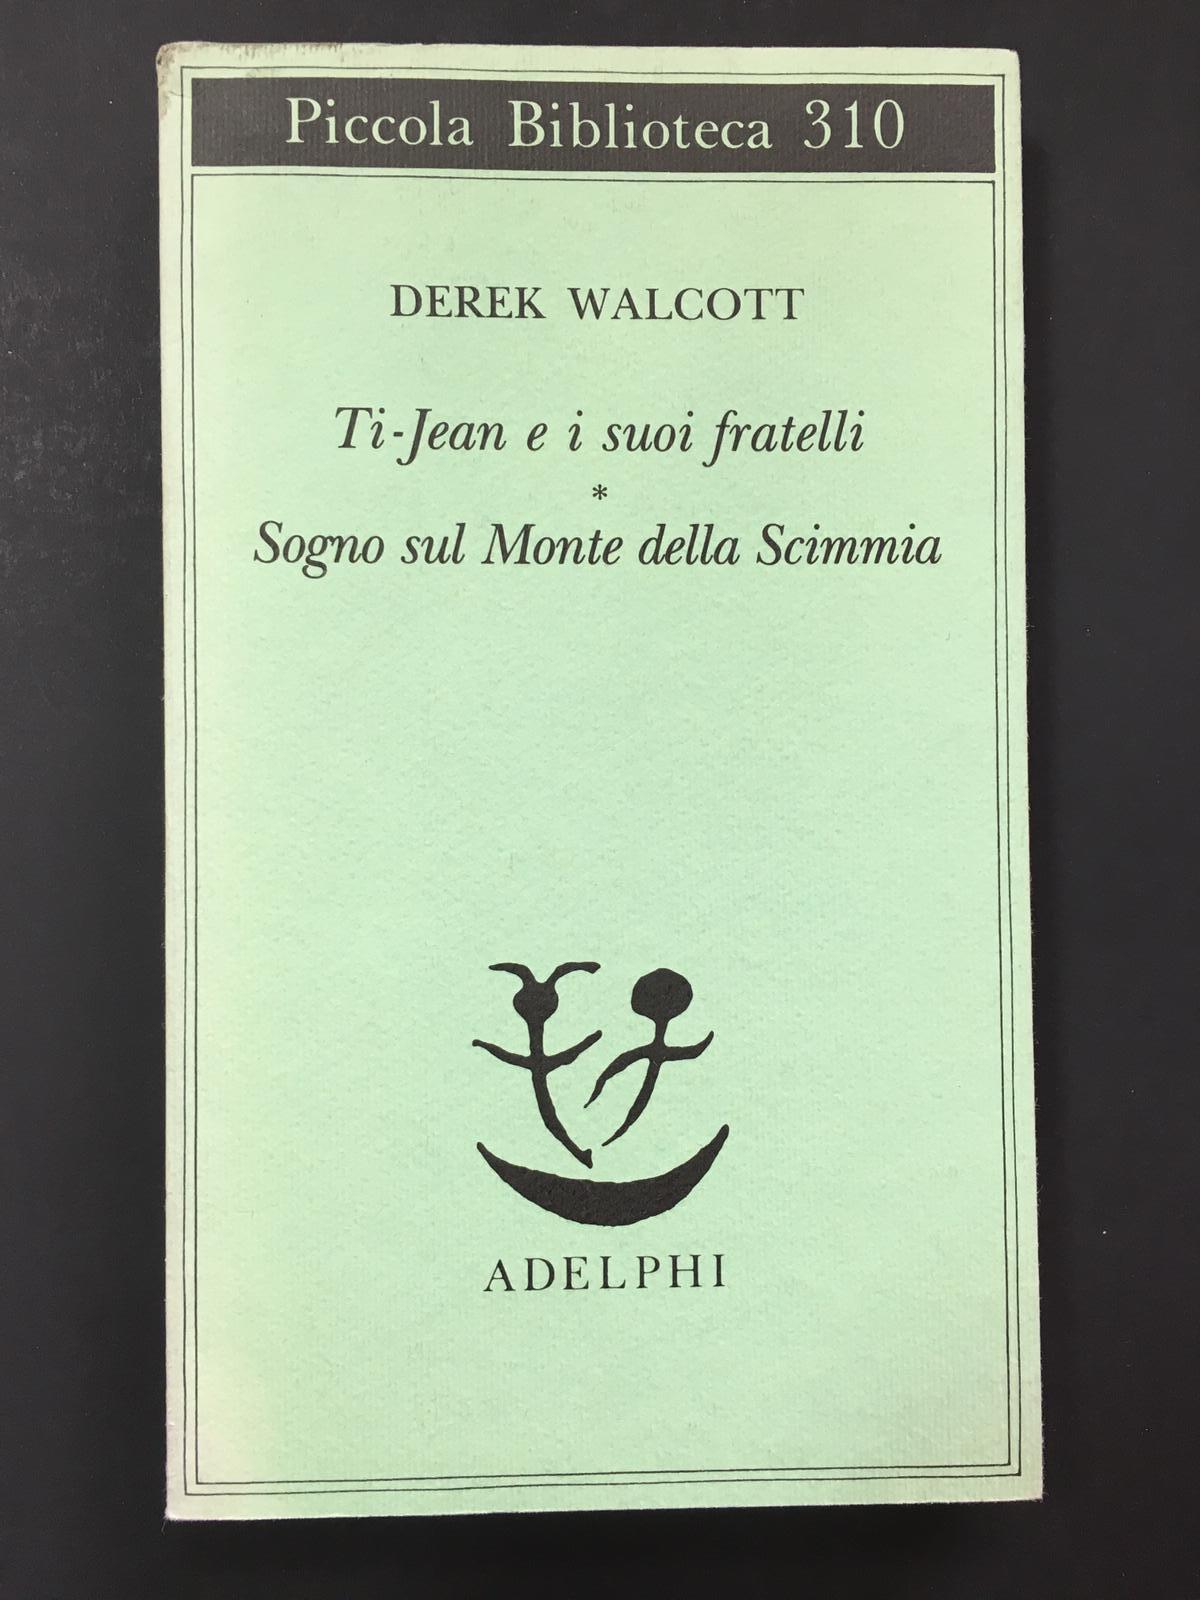 Piccola Biblioteca 310
DEREK WALCOTT
Ti-Jean e i suoi fratelli
*
Sogno sul Monte della Scimmia
ADELPHI